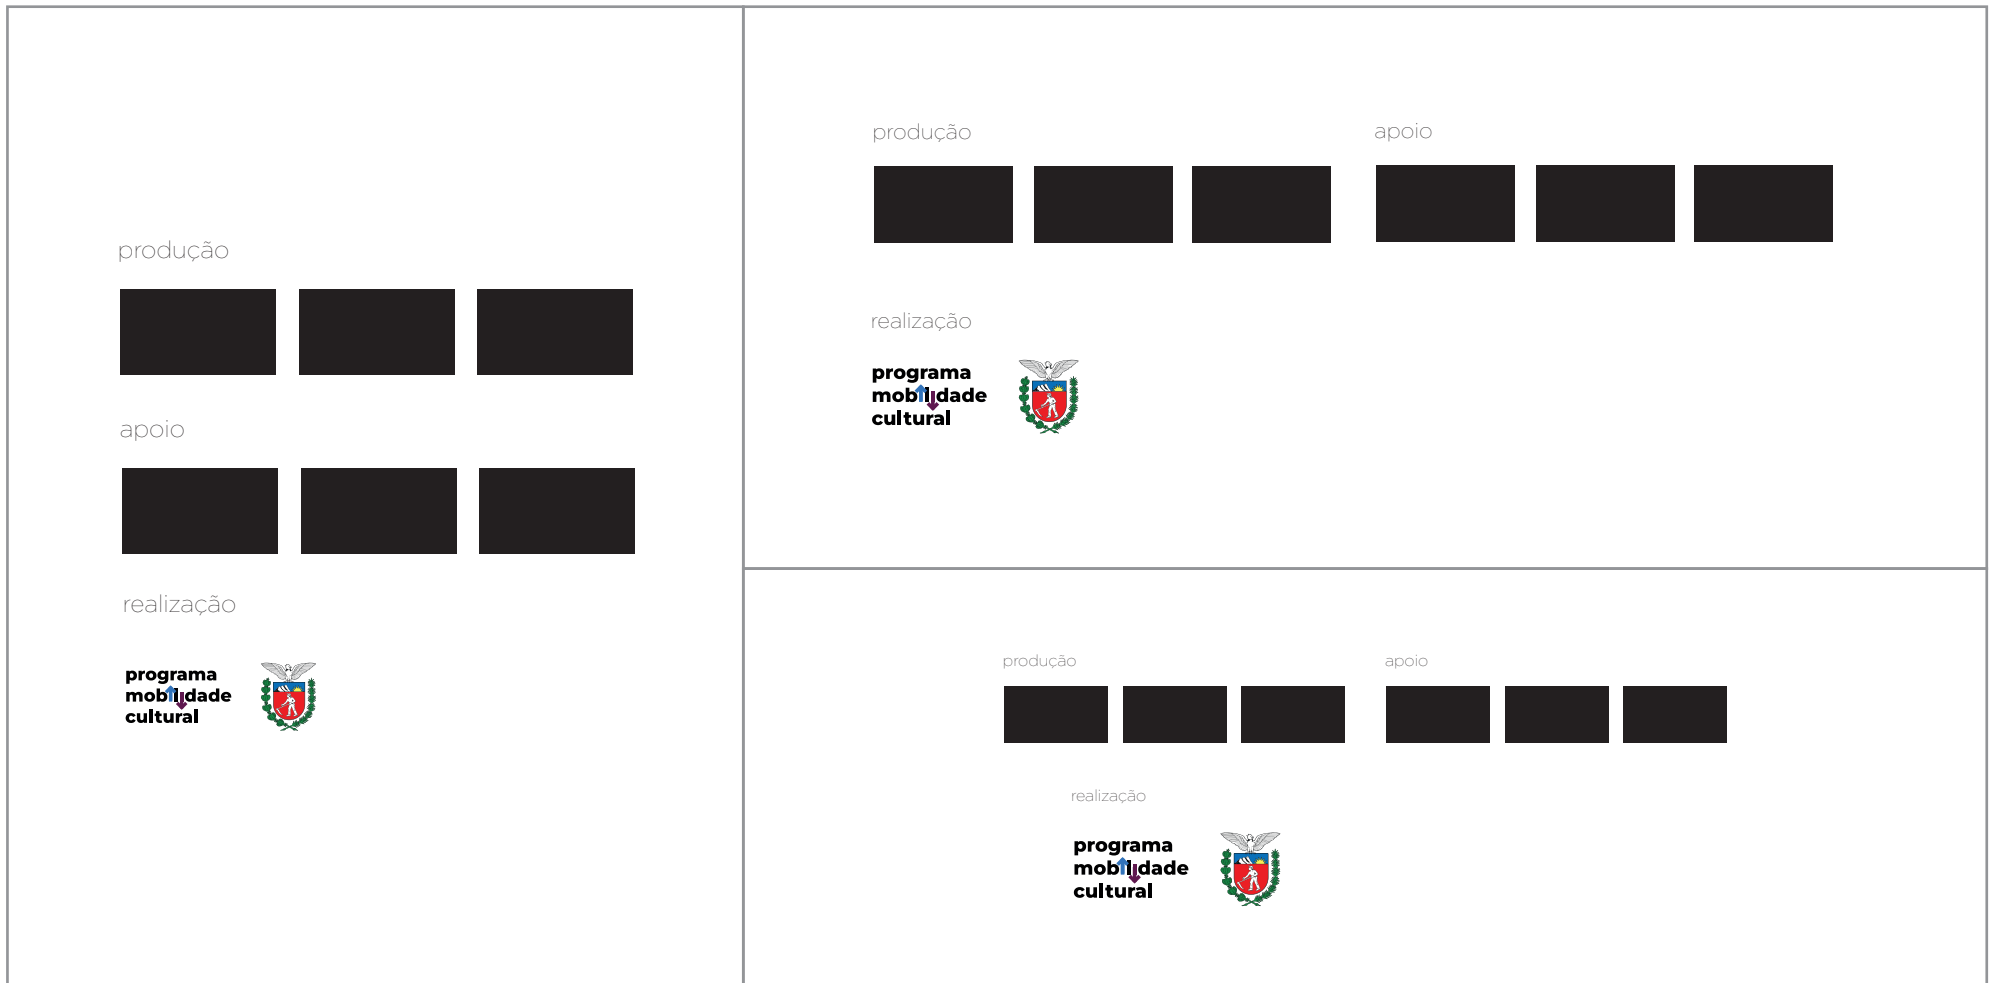 produção
apoio
realização
programa
mobilidade
cultural
produção
apoio
realização
programa
mobilidade
cultural
produção
apoio
realização
programa
mobilidade
cultural